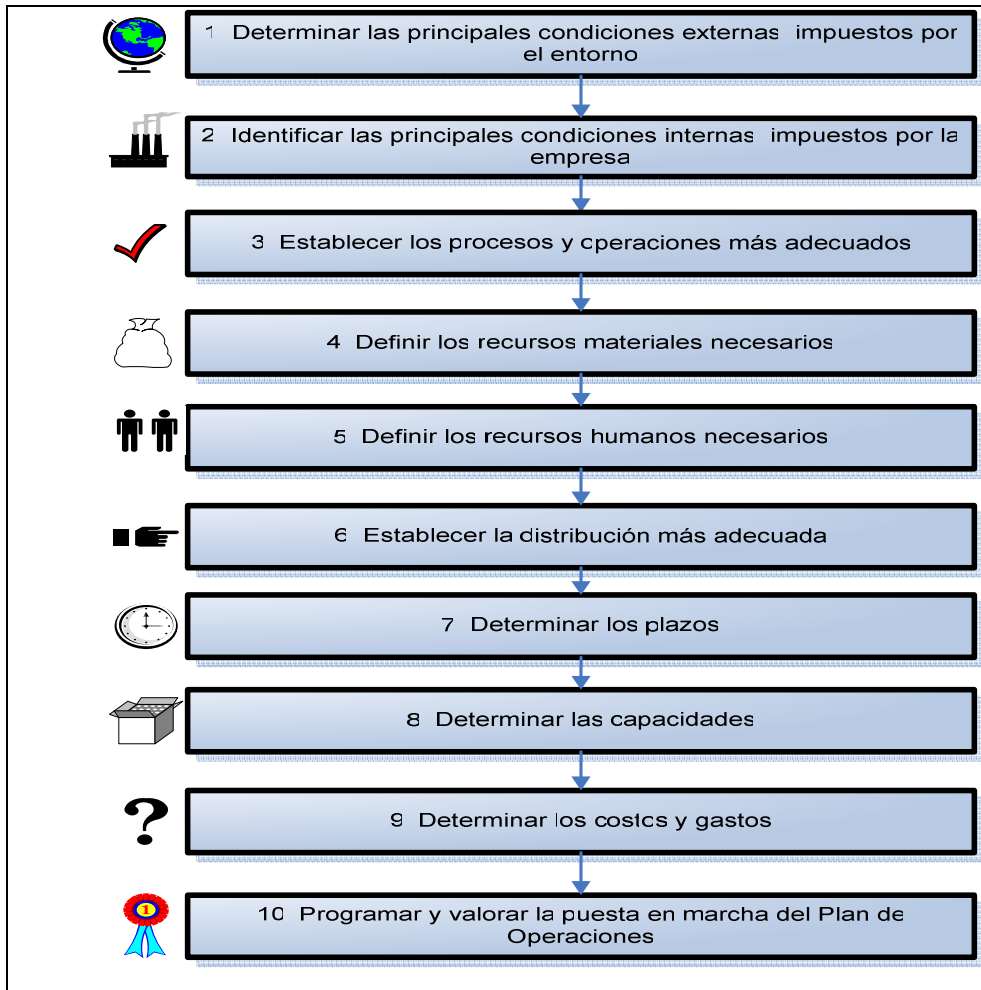 1 Determinar las principales condiciones externas impuestos por
el entorno
2 Identificar las principales condiciones internas impuestos por la
empresa
3 Establecer los procesos y operaciones más adecuados
4 Definir los recursos materiales necesarios
5 Definir los recursos humanos necesarios
6 Establecer la distribución más adecuada
7 Determinar los plazos
8 Determinar las capacidades
?
9 Determinar los costos y gastos
1
10 Programar y valorar la puesta en marcha del Plan de
Operaciones